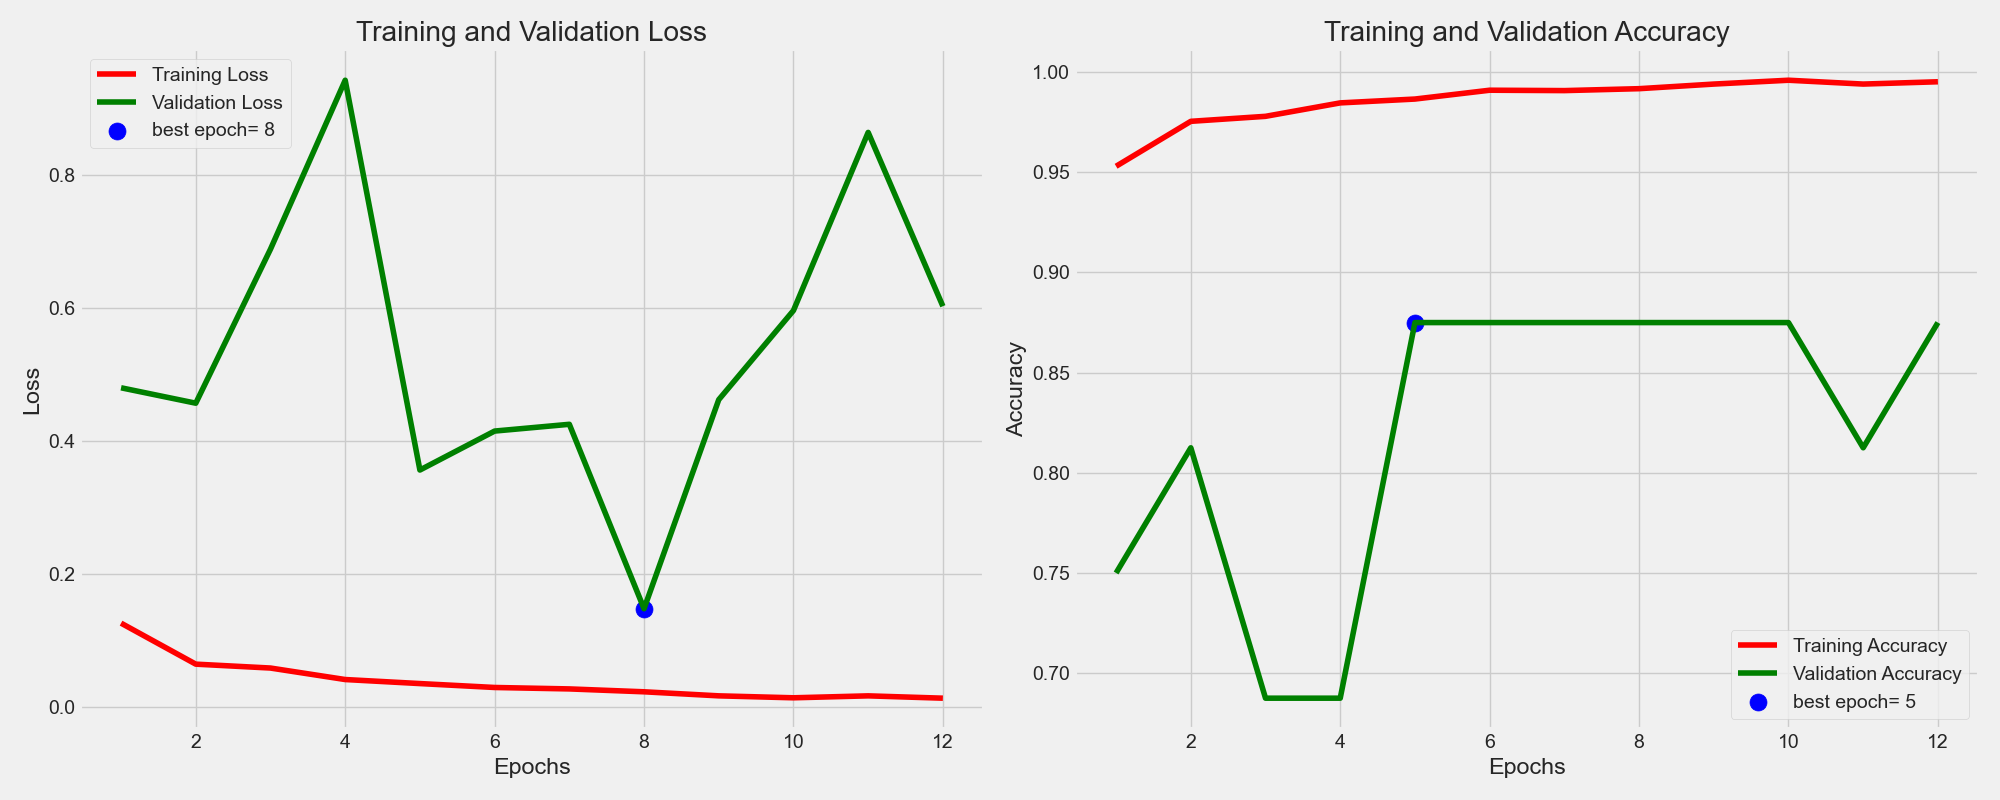 Training and Validation Loss
Training Loss
Validation Loss
best epoch= 8
0.8
0.6
0.4
0.2
0.0
Loss
2 4 6 8 10 12
Epochs
Training and Validation Accuracy
1.00
0.95
0.90
0.85
0.80
0.75
0.70
Accuracy
Training Accuracy
Validation Accuracy
best epoch= 5
2 4 6 8 10 12
Epochs